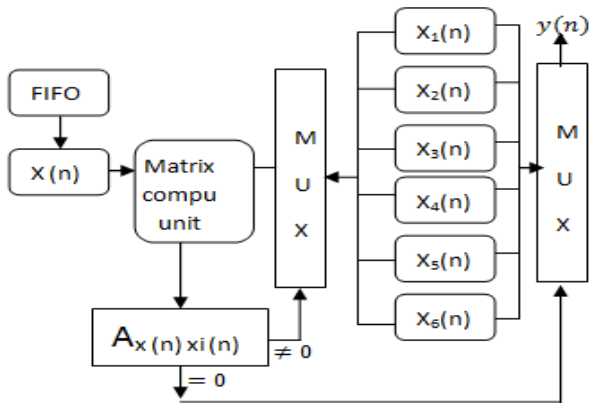 FIFO
X(n)
Matrix
compu
unit
A x(n) xi(n)
≠ 0
= 0
M
U
X
X₁(n)
X₂(n)
X₃(n)
X₄(n)
X₅(n)
X₆(n)
y(n)
M
U
X